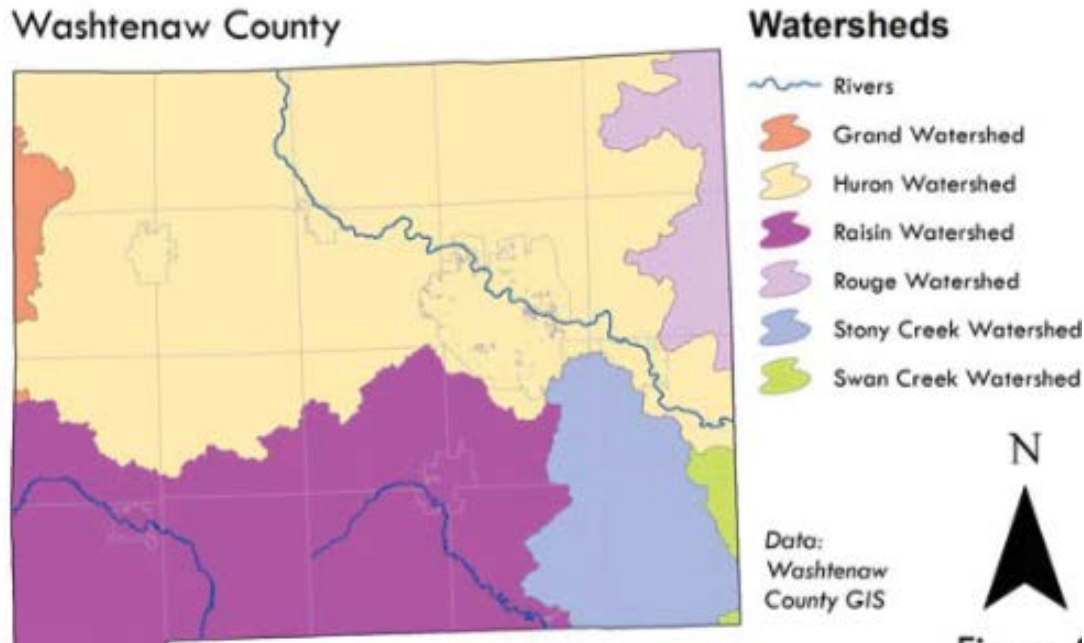 Washtenaw County
Watersheds
Rivers
Grand Watershed
Huron Watershed
Raisin Watershed
Rouge Watershed
Stony Creek Watershed
Swan Creek Watershed
N
Data:
Washtenaw
County GIS